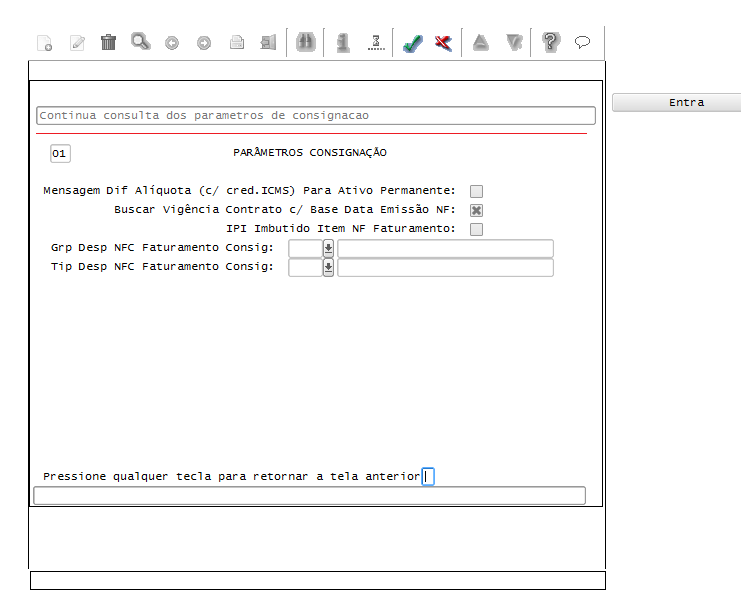 Entra
Continua consulta dos parametros de consignacao
01 PARÂMETROS CONSIGNAÇÃO
Mensagem Dif Alíquota (c/ cred.ICMS) Para Ativo Permanente:
Buscar Vigência Contrato c/ Base Data Emissão NF:
IPI Imbutido Item NF Faturamento:
Grp Desp NFC Faturamento Consig:
Tip Desp NFC Faturamento Consig:
Pressione qualquer tecla para retornar a tela anterior